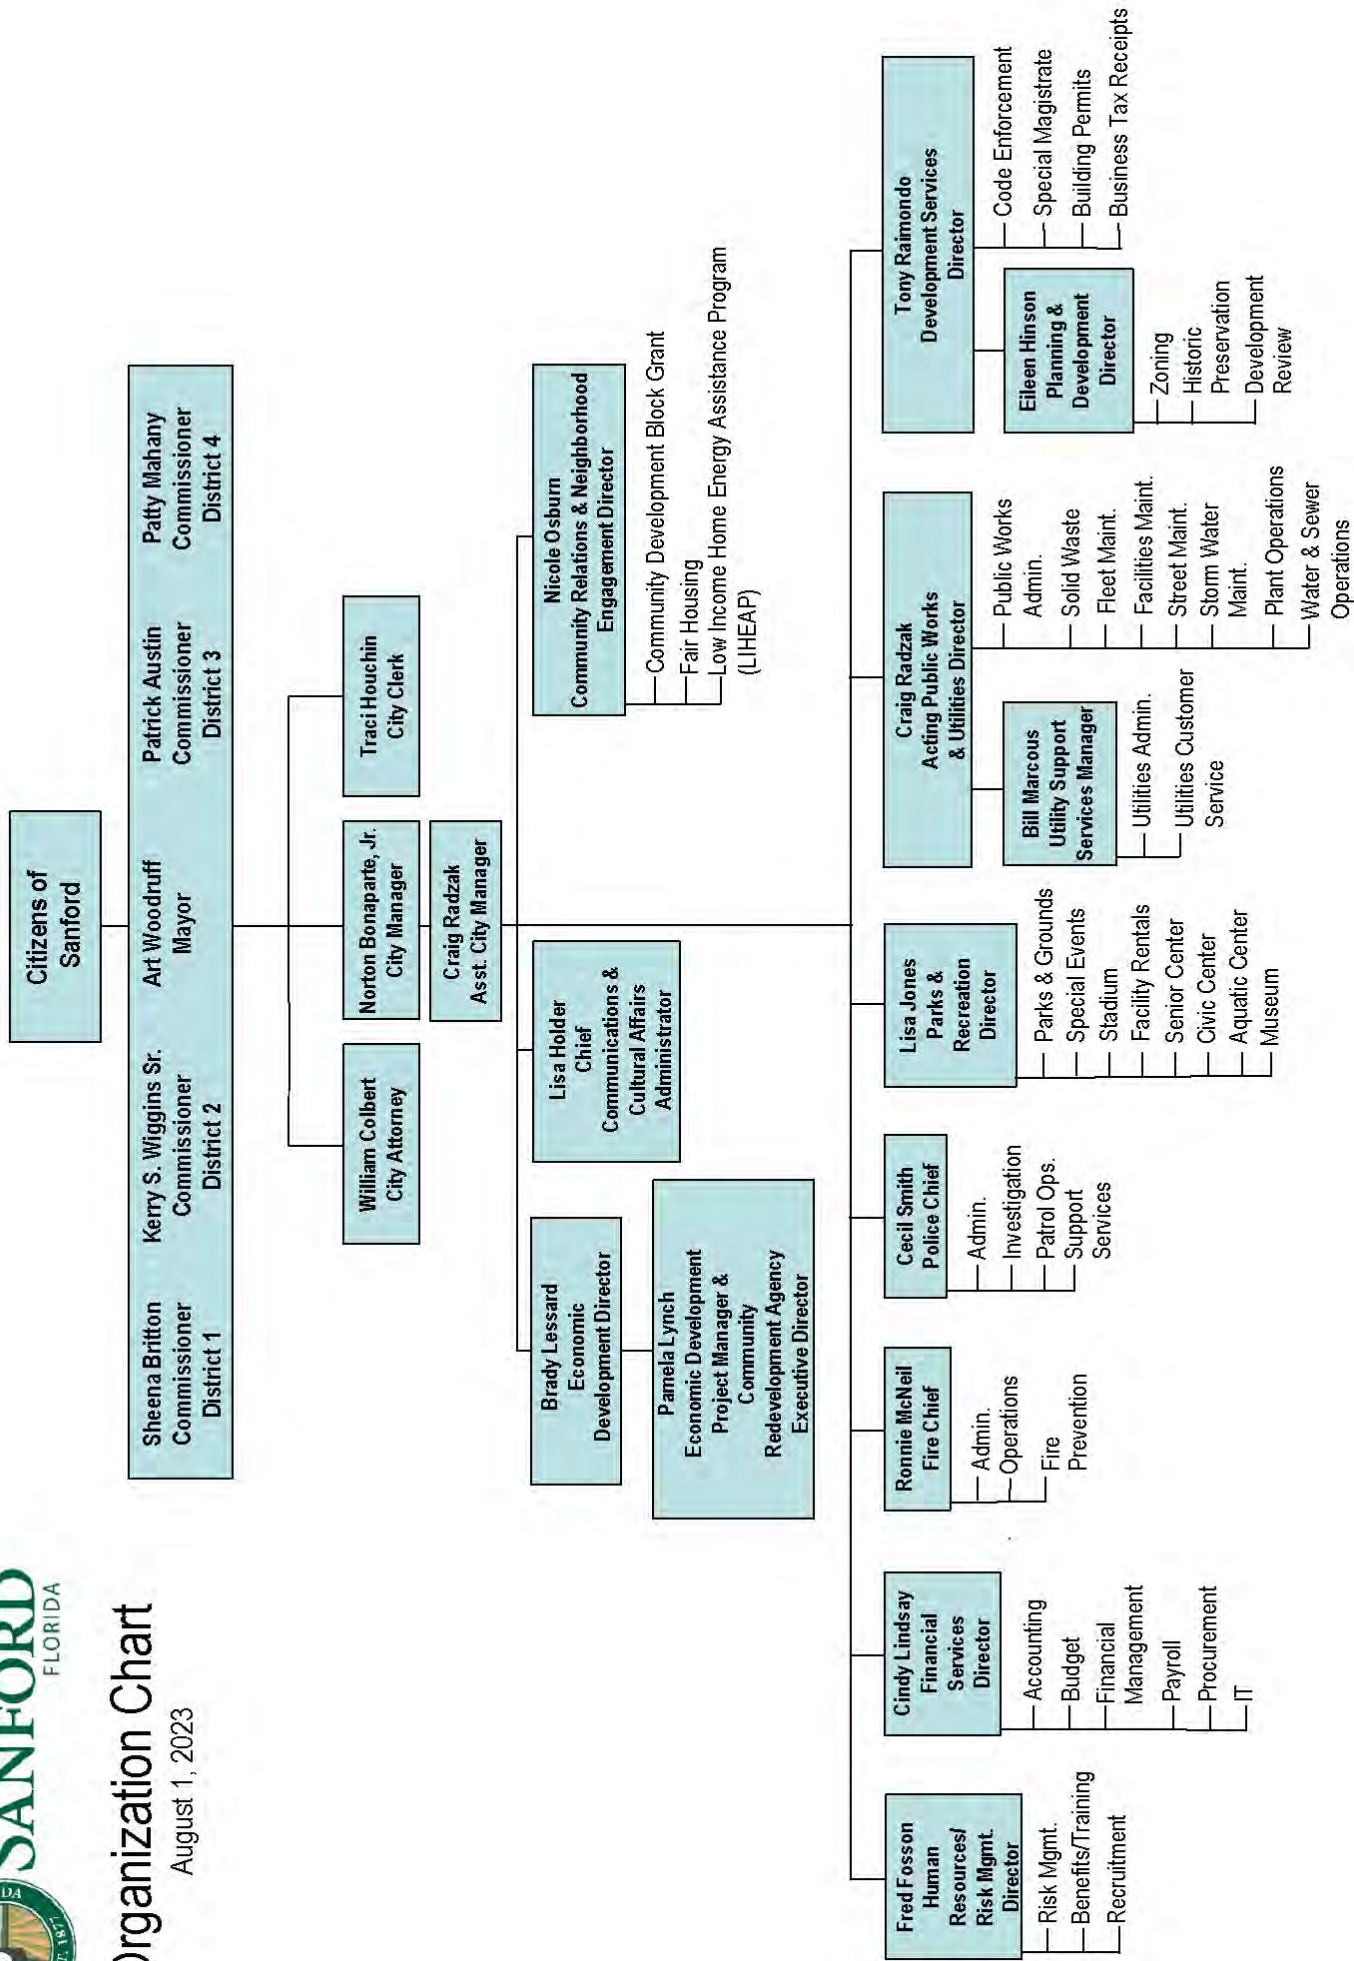 SANFORD
FLORIDA
Organization Chart
August 1, 2023
Citizens of
Sanford
Sheena Britton
Commissioner
District 1
Kerry S. Wiggins Sr.
Commissioner
District 2
Art Woodruff
Mayor
Patrick Austin
Commissioner
District 3
Patty Mahany
Commissioner
District 4
William Colbert
City Attorney
Norton Bonaparte, Jr.
City Manager
Traci Houchin
City Clerk
Craig Radzak
Asst. City Manager
Brady Lessard
Economic
Development Director
Pamela Lynch
Economic Development
Project Manager &
Community
Redevelopment Agency
Executive Director
Lisa Holder
Chief
Communications &
Cultural Affairs
Administrator
Nicole Osburn
Community Relations & Neighborhood
Engagement Director
Community Development Block Grant
Fair Housing
Low Income Home Energy Assistance Program
(LIHEAP)
Fred Fosson
Human
Resources/
Risk Mgmt.
Director
Risk Mgmt.
Benefits/Training
Recruitment
Cindy Lindsay
Financial
Services
Director
Accounting
Budget
Financial
Management
Payroll
Procurement
IT
Ronnie McNeil
Fire Chief
Admin.
Operations
Fire
Prevention
Cecil Smith
Police Chief
Admin.
Investigation
Patrol Ops.
Support
Services
Lisa Jones
Parks &
Recreation
Director
Parks & Grounds
Special Events
Stadium
Facility Rentals
Senior Center
Civic Center
Aquatic Center
Museum
Craig Radzak
Acting Public Works
& Utilities Director
Bill Marcous
Utility Support
Services Manager
Utilities Admin.
Utilities Customer
Service
Public Works
Admin.
Solid Waste
Fleet Maint.
Facilities Maint.
Street Maint.
Storm Water
Maint.
Plant Operations
Water & Sewer
Operations
Tony Raimondo
Development Services
Director
Eileen Hinson
Planning &
Development
Director
Zoning
Historic
Preservation
Development
Review
Code Enforcement
Special Magistrate
Building Permits
Business Tax Receipts